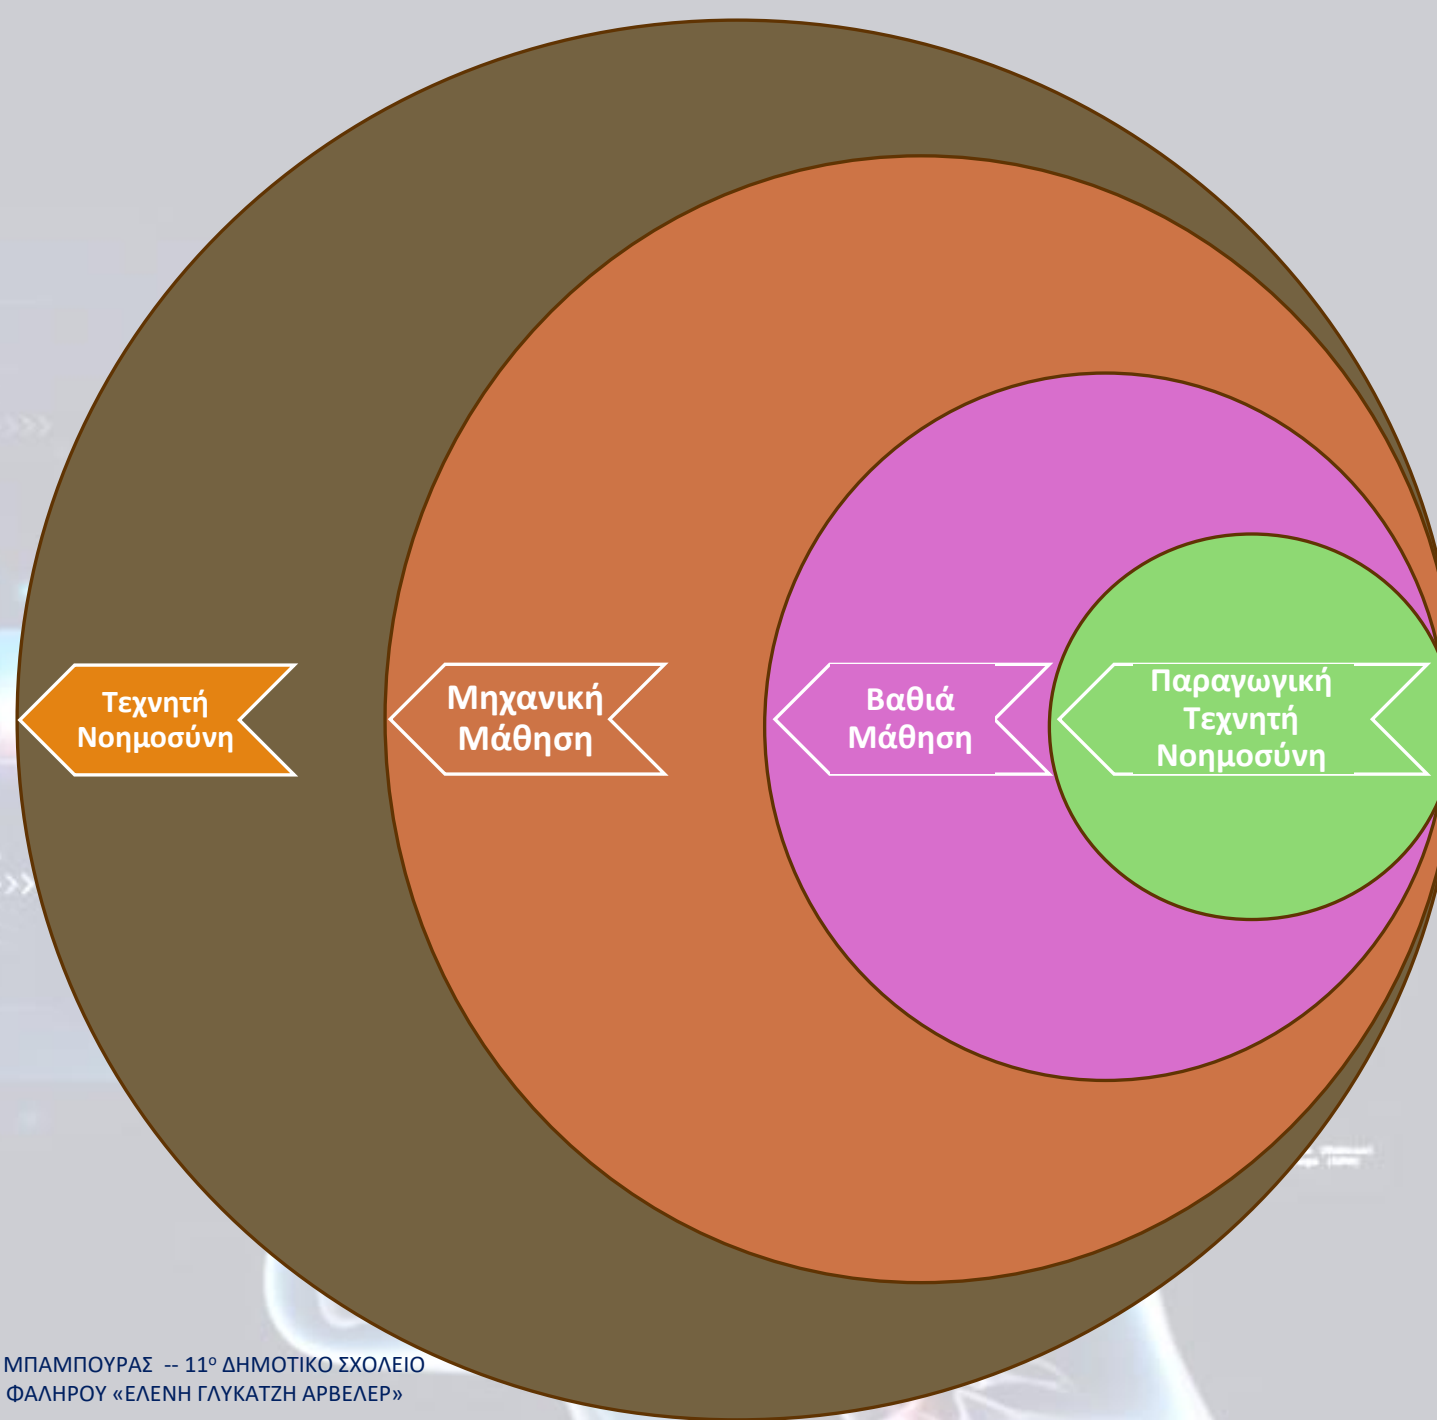 Τεχνητή
Νοημοσύνη
Μηχανική
Μάθηση
Βαθιά
Μάθηση
Παραγωγική
Τεχνητή
Νοημοσύνη
ΜΠΑΜΠΟΥΡΑΣ -- 11ο ΔΗΜΟΤΙΚΟ ΣΧΟΛΕΙΟ
ΦΑΛΗΡΟΥ «ΕΛΕΝΗ ΓΛΥΚΑΤΖΗ ΑΡΒΕΛΕΡ»